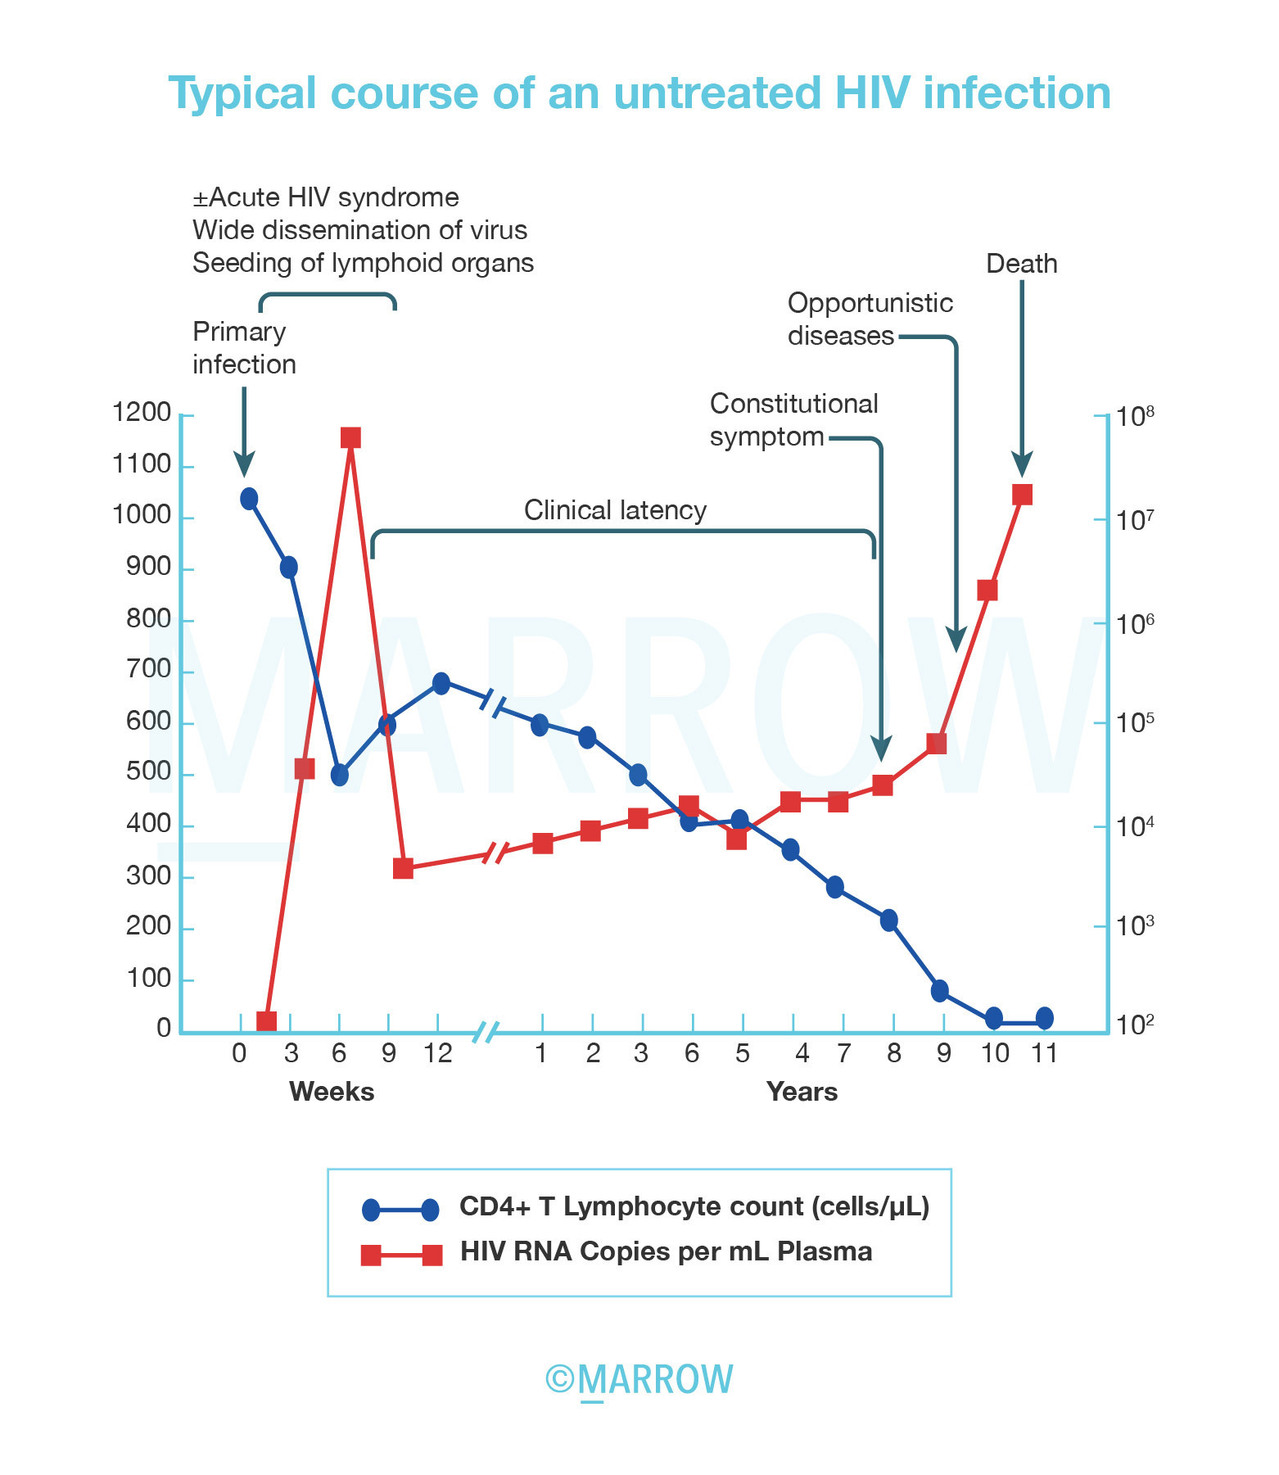 Typical course of an untreated HIV infection
±Acute HIV syndrome
Wide dissemination of virus
Seeding of lymphoid organs
Primary
infection
Death
Opportunistic
diseases
Constitutional
symptom
Clinical latency
1200
1100
1000
900
800
700
600
500
400
300
200
100
0
10⁸
10⁷
10⁶
10⁵
10⁴
10³
10²
MARROW
0 3 6 9 12 1 2 3 6 5 4 7 8 9 10 11
Weeks Years
CD4+ T Lymphocyte count (cells/µL)
HIV RNA Copies per mL Plasma
©MARROW